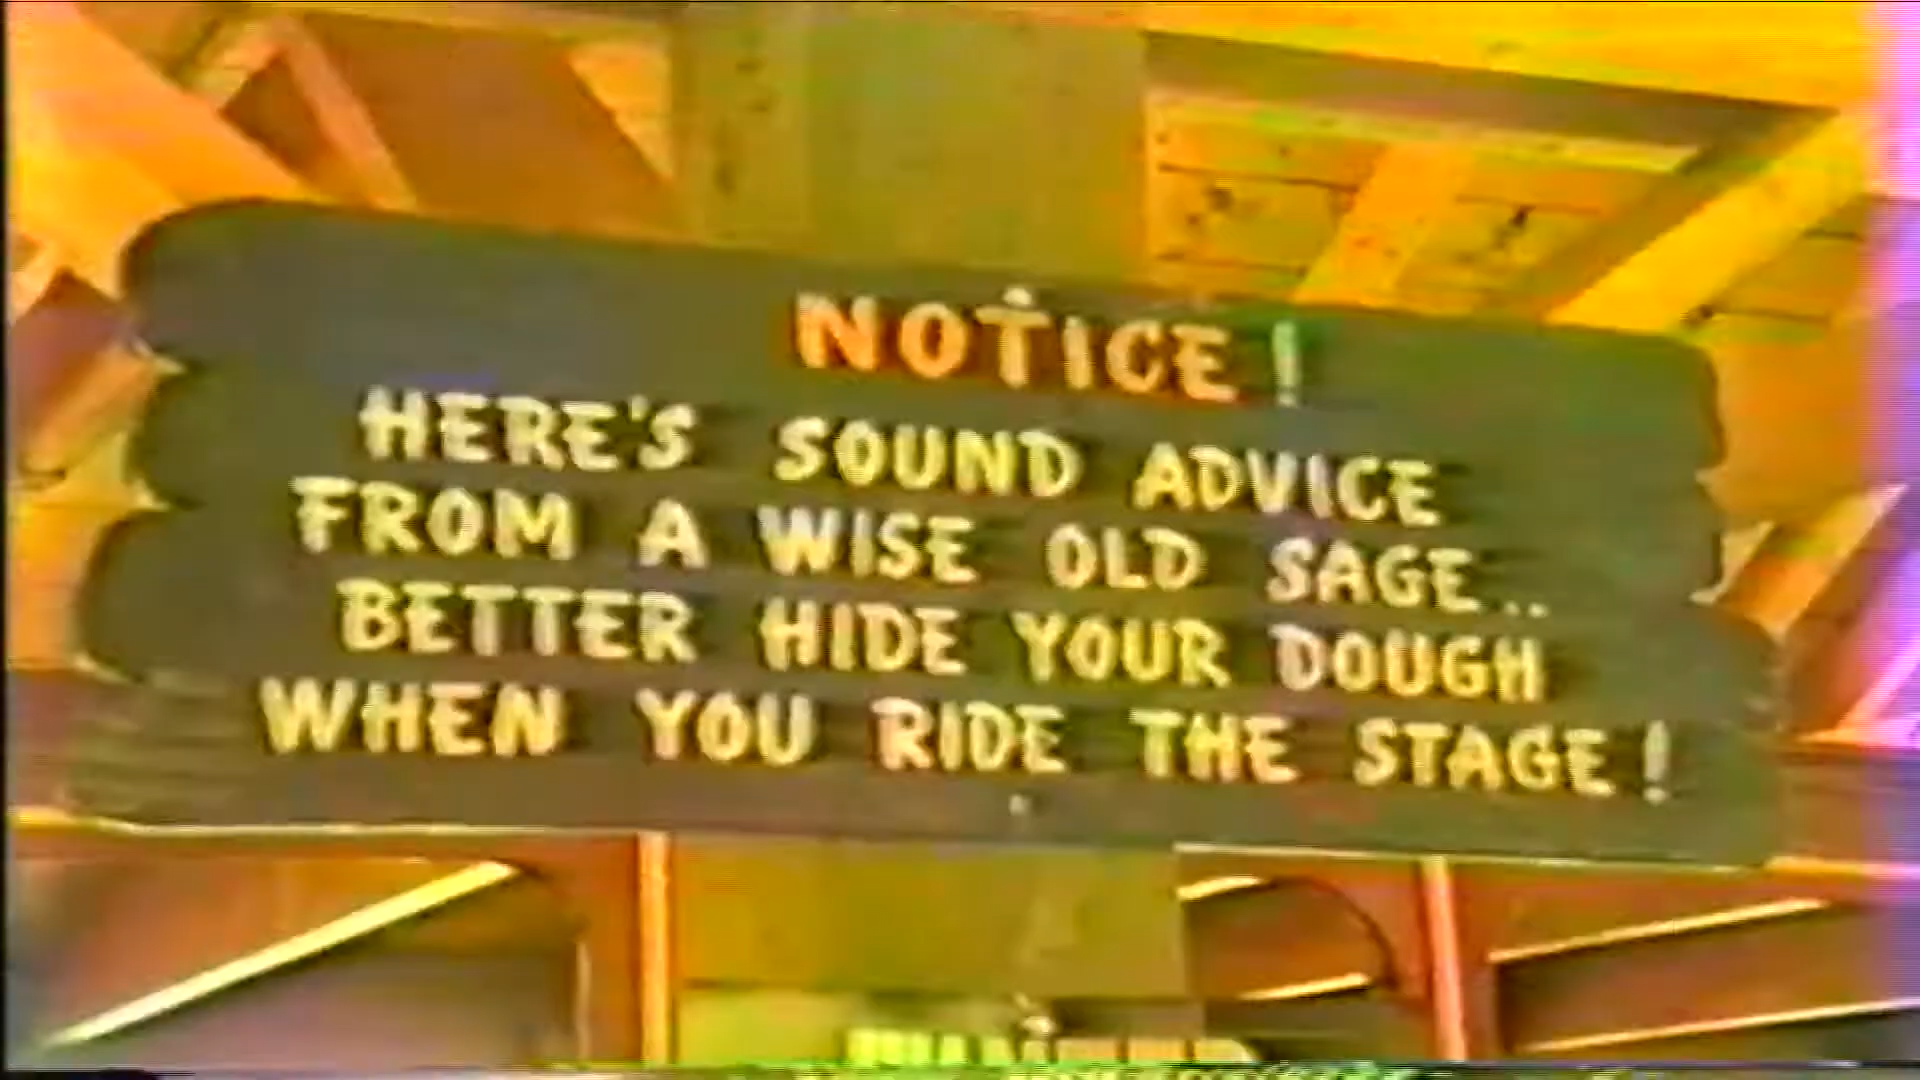 NOTICE!
HERE'S SOUND ADVICE
FROM A WISE OLD SAGE..
BETTER HIDE YOUR DOUGH
WHEN YOU RIDE THE STAGE!